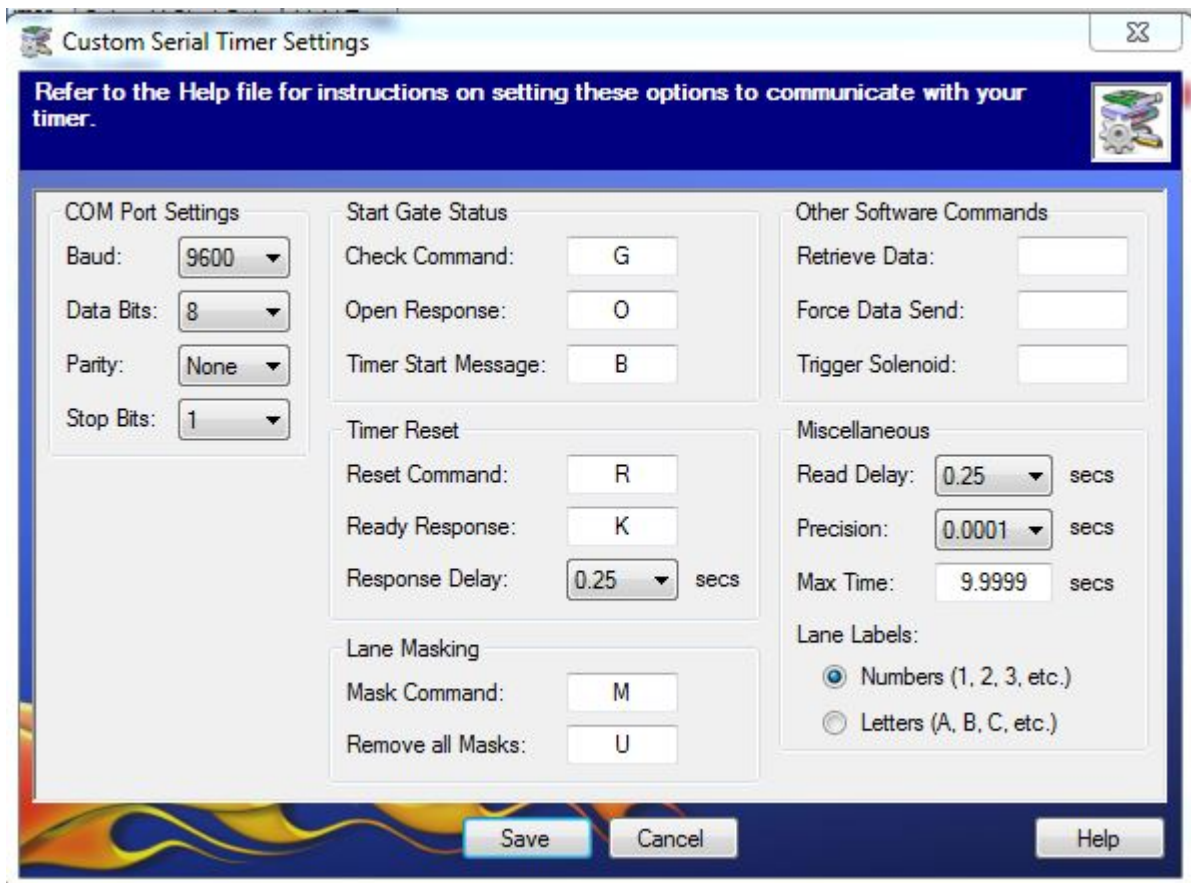 Custom Serial Timer Settings
Refer to the Help file for instructions on setting these options to communicate with your
timer.
COM Port Settings
Baud: 9600
Data Bits: 8
Parity: None
Stop Bits: 1
Start Gate Status
Check Command: G
Open Response: O
Timer Start Message: B
Timer Reset
Reset Command: R
Ready Response: K
Response Delay: 0.25 secs
Lane Masking
Mask Command: M
Remove all Masks: U
Other Software Commands
Retrieve Data:
Force Data Send:
Trigger Solenoid:
Miscellaneous
Read Delay: 0.25 secs
Precision: 0.0001 secs
Max Time: 9.9999 secs
Lane Labels:
Numbers (1, 2, 3, etc.)
Letters (A, B, C, etc.)
Save Cancel Help